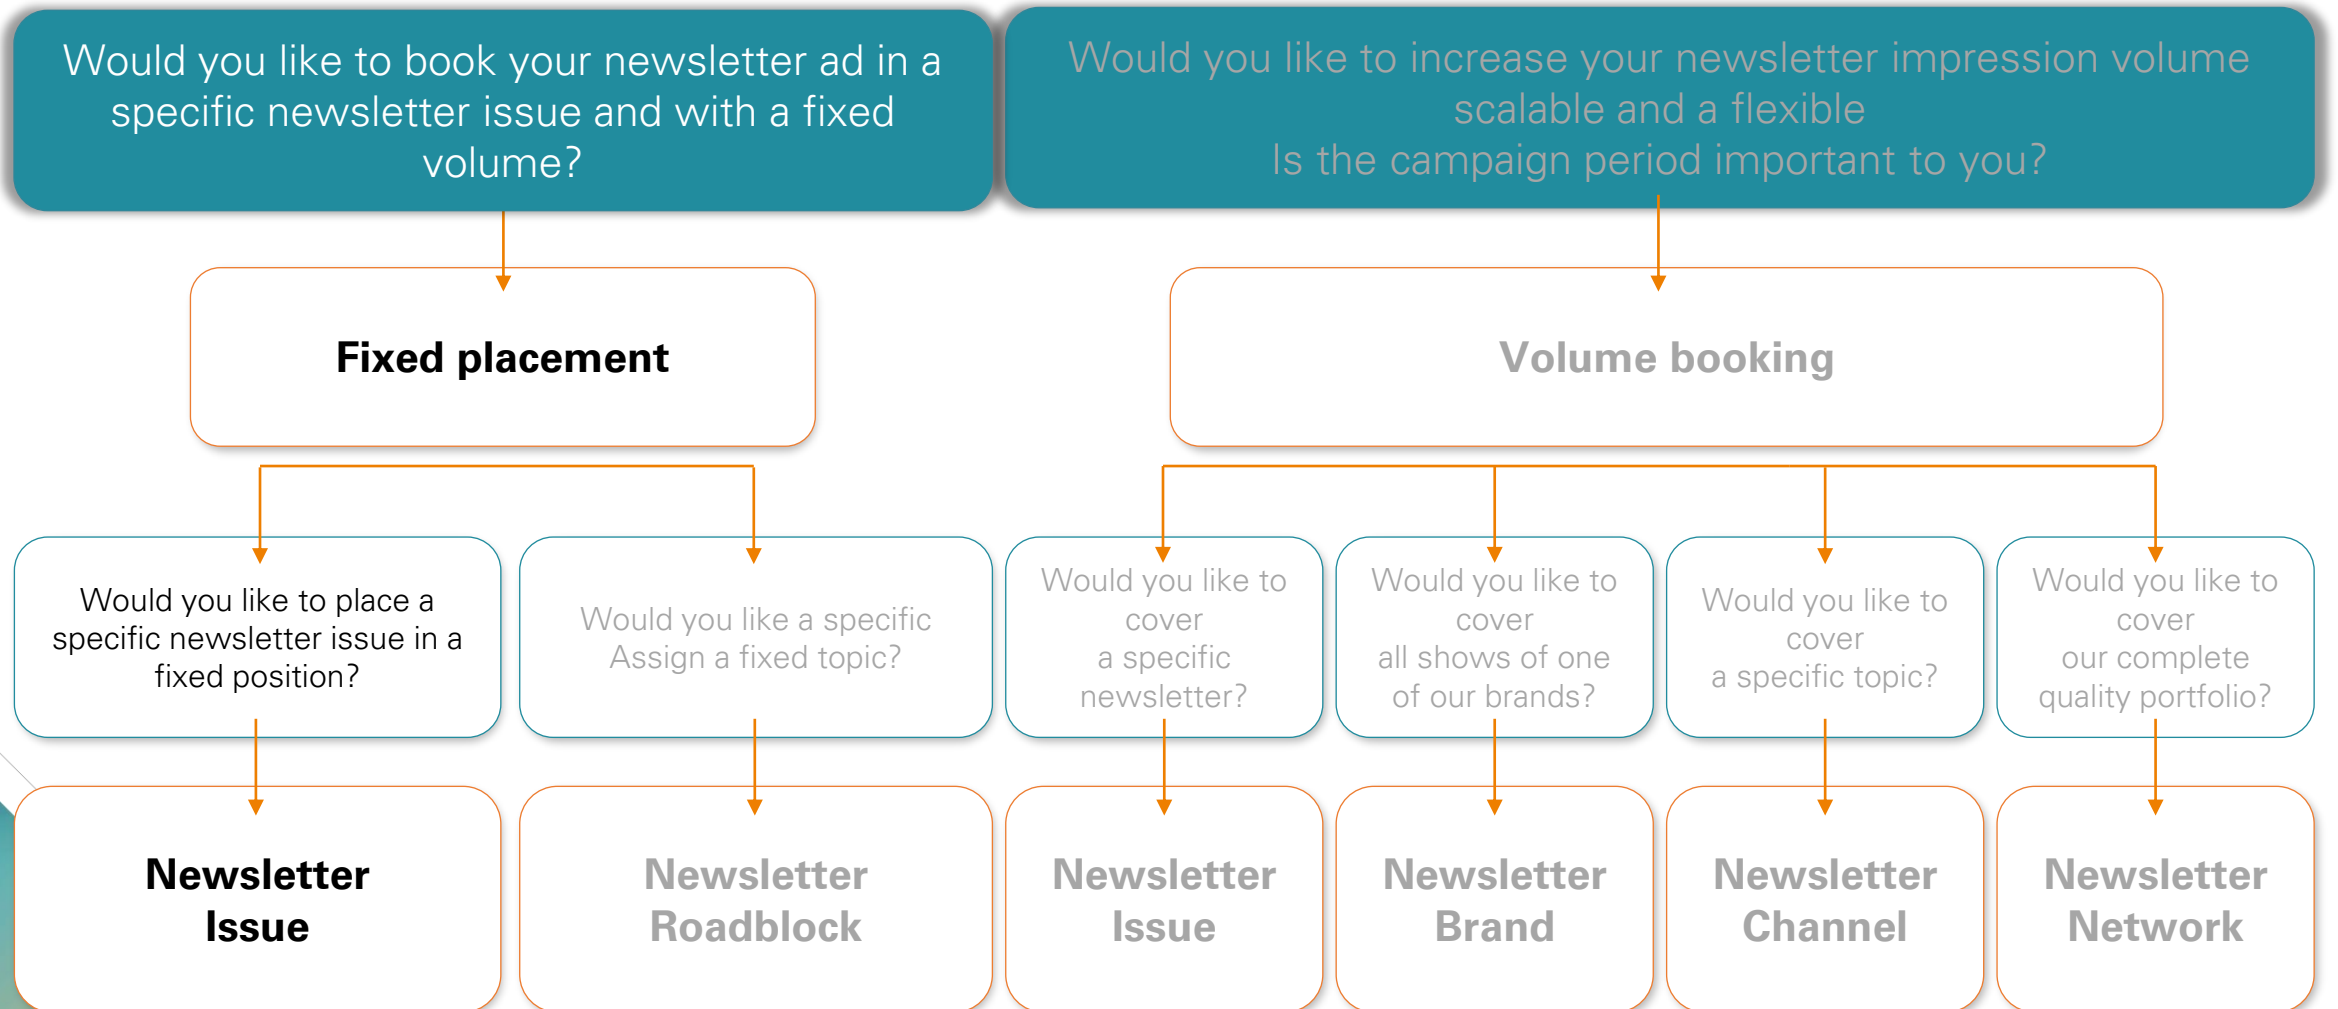 Would you like to book your newsletter ad in a
specific newsletter issue and with a fixed
volume?
Would you like to increase your newsletter impression volume
scalable and a flexible
Is the campaign period important to you?
Fixed placement
Volume booking
Would you like to place a
specific newsletter issue in a
fixed position?
Would you like a specific
Assign a fixed topic?
Would you like to
cover
a specific
newsletter?
Would you like to
cover
all shows of one
of our brands?
Would you like to
cover
a specific topic?
Would you like to
cover
our complete
quality portfolio?
Newsletter
Issue
Newsletter
Roadblock
Newsletter
Issue
Newsletter
Brand
Newsletter
Channel
Newsletter
Network